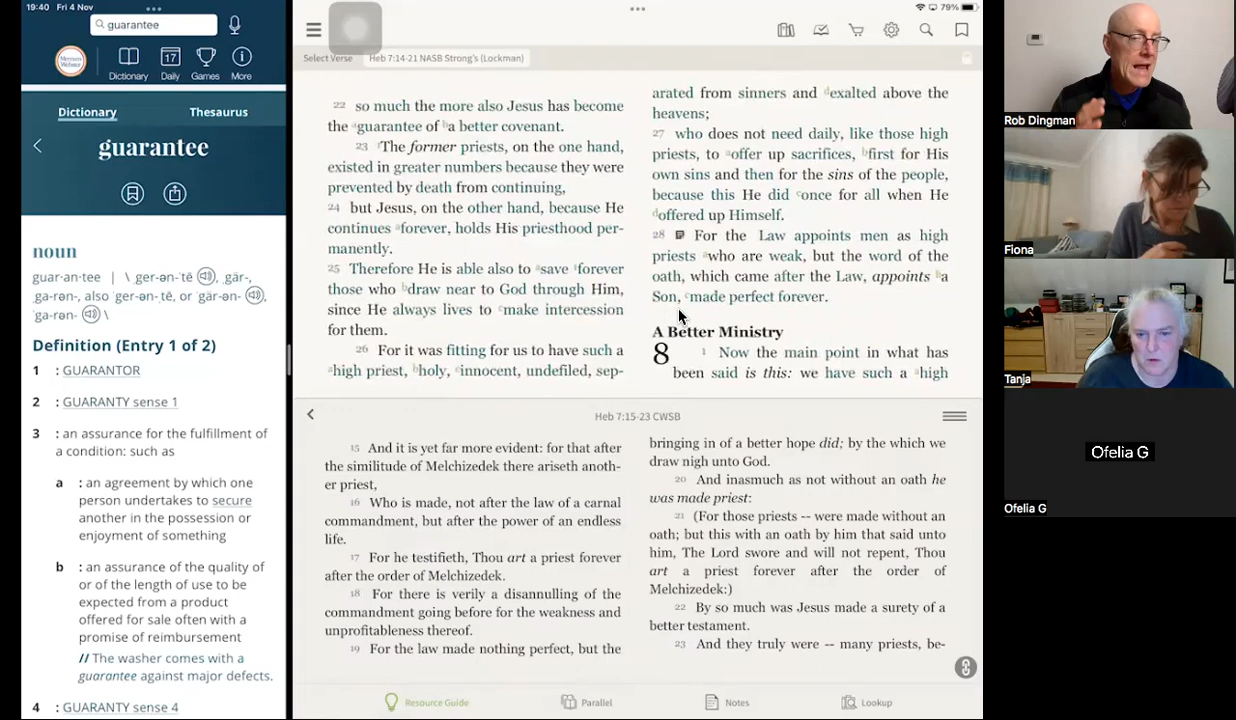 19:40 Fri 4 Nov
guarantee
Merriam
Webster
Dictionary
17
Daily
Games
More
Dictionary
Thesaurus
guarantee
noun
guar·​an·​tee | \ ger-ən-ˈtē , gär-,
ga-rən-, also ˈger-ən-ˌtē, or gär-ən- ,
ˈga-rən- \
Definition (Entry 1 of 2)
1 : GUARANTOR
2 : GUARANTY sense 1
3 : an assurance for the fulfillment of
a condition: such as
a : an agreement by which one
person undertakes to secure
another in the possession or
enjoyment of something
b : an assurance of the quality of
or of the length of use to be
expected from a product
offered for sale often with a
promise of reimbursement
// The washer comes with a
guarantee against major defects.
4 : GUARANTY sense 4
79%
Select Verse
Heb 7:14-21 NASB Strong's (Lockman)
22 so much the more also Jesus has become
the guarantee of a better covenant.
23 The former priests, on the one hand,
existed in greater numbers because they were
prevented by death from continuing,
24 but Jesus, on the other hand, because He
continues forever, holds His priesthood per-
manently.
25 Therefore He is able also to save forever
those who draw near to God through Him,
since He always lives to make intercession
for them.
26 For it was fitting for us to have such a
high priest, holy, innocent, undefiled, sep-
arated from sinners and exalted above the
heavens;
27 who does not need daily, like those high
priests, to offer up sacrifices, first for His
own sins and then for the sins of the people,
because this He did once for all when He
offered up Himself.
28 For the Law appoints men as high
priests who are weak, but the word of the
oath, which came after the Law, appoints a
Son, made perfect forever.
A Better Ministry
8 1 Now the main point in what has
been said is this: we have such a high
Heb 7:15-23 CWSB
15 And it is yet far more evident: for that after
the similitude of Melchizedek there ariseth anoth-
er priest,
16 Who is made, not after the law of a carnal
commandment, but after the power of an endless
life.
17 For he testifieth, Thou art a priest forever
after the order of Melchizedek.
18 For there is verily a disannulling of the
commandment going before for the weakness and
unprofitableness thereof.
19 For the law made nothing perfect, but the
bringing in of a better hope did; by the which we
draw nigh unto God.
20 And inasmuch as not without an oath he
was made priest:
21 (For those priests -- were made without an
oath; but this with an oath by him that said unto
him, The Lord swore and will not repent, Thou
art a priest forever after the order of
Melchizedek:)
22 By so much was Jesus made a surety of a
better testament.
23 And they truly were -- many priests, be-
Resource Guide
Parallel
Notes
Lookup
Rob Dingman
Fiona
Tanja
Ofelia G
Ofelia G